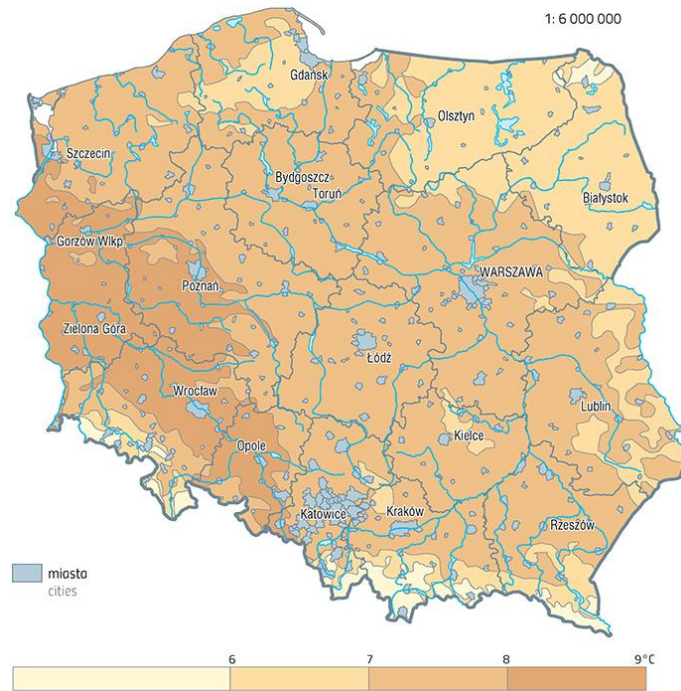 1: 6 000 000
Gdańsk
Olsztyn
Szczecin
Bydgoszcz
Toruń
Białystok
Gorzów Wlkp.
Poznań
WARSZAWA
Zielona Góra
Łódź
Wrocław
Lublin
Opole
Kielce
Katowice
Kraków
Rzeszów
miasta
cities
6 7 8 9°C